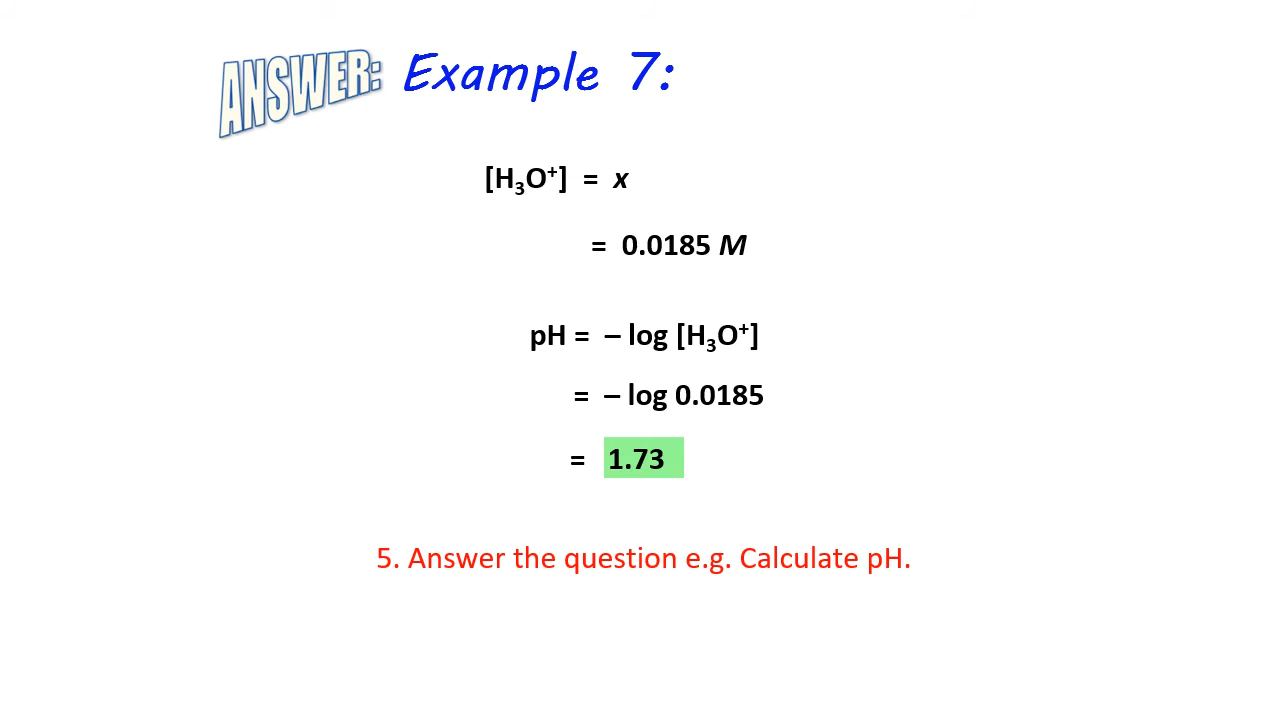 ANSWER: Example 7:
[H₃O⁺] = x
= 0.0185 M
pH = – log [H₃O⁺]
= – log 0.0185
= 1.73
5. Answer the question e.g. Calculate pH.